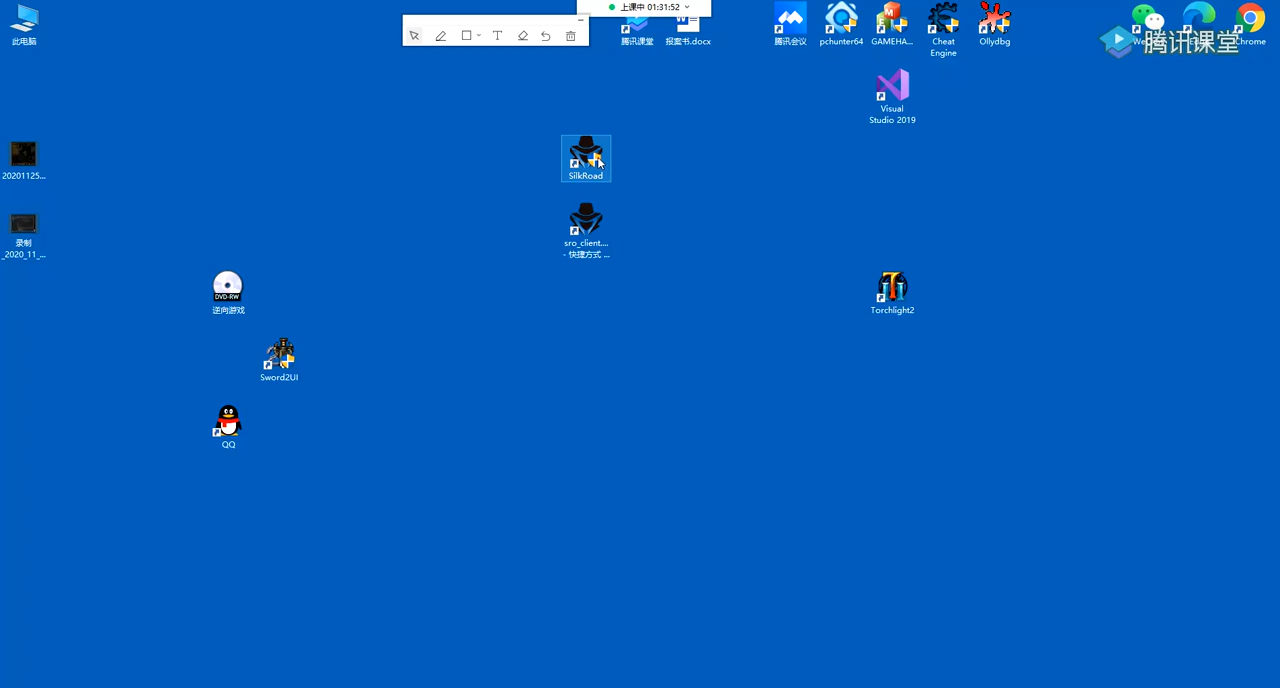 上课中 01:31:52
此电脑
腾讯课堂
报案书.docx
腾讯会议
pchunter64
GAMEHA...
Cheat
Engine
Ollydbg
腾讯课堂
Chrome
Visual
Studio 2019
20201125...
SilkRoad
录制
_2020_11_...
sro_client....
- 快捷方式 ...
DVD-RW
逆向游戏
Torchlight2
Sword2UI
QQ